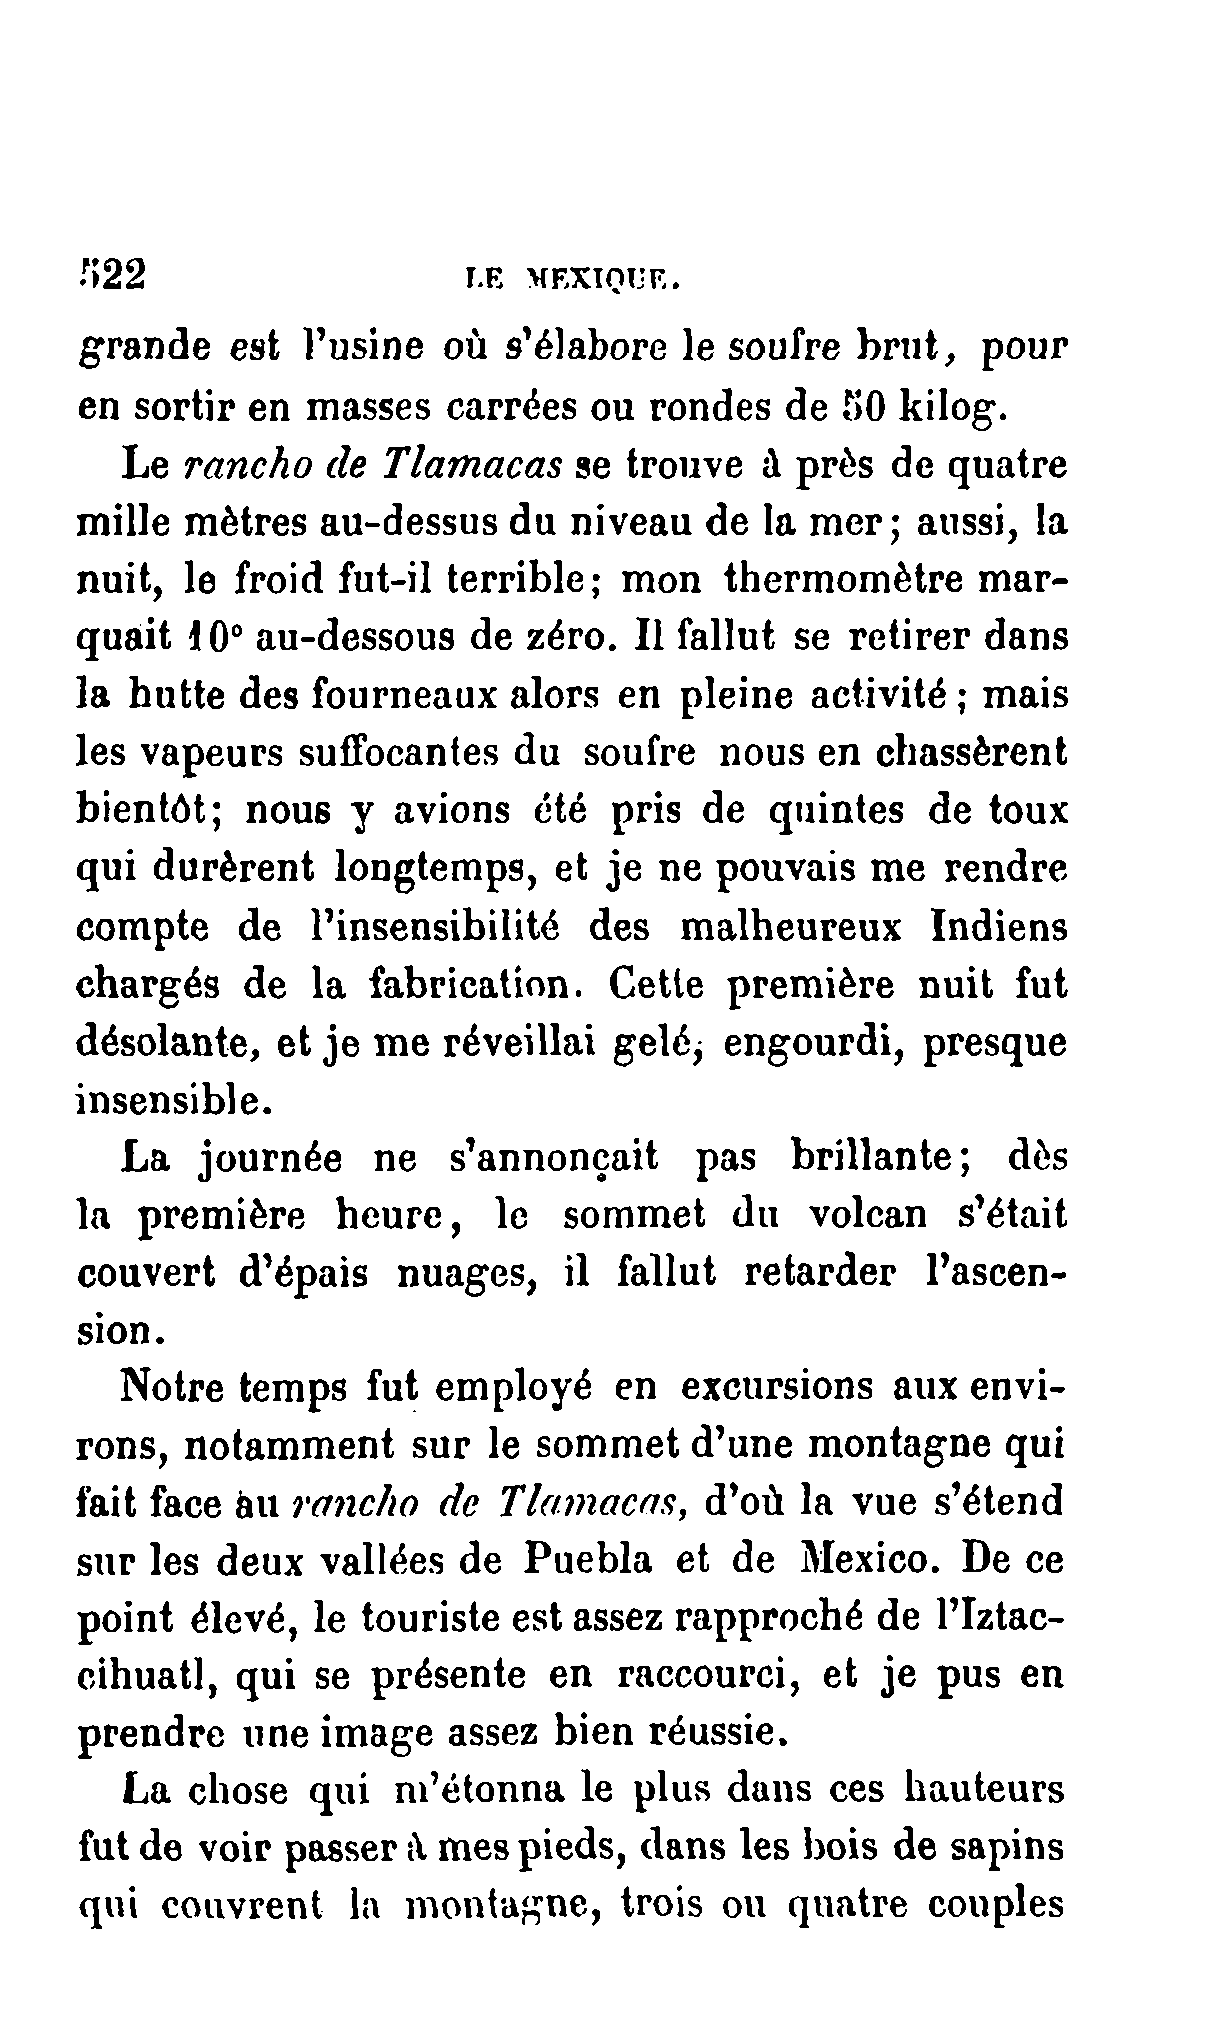 522 LE MEXIQUE.
grande est l'usine où s'élabore le soufre brut, pour
en sortir en masses carrées ou rondes de 50 kilog.
Le rancho de Tlamacas se trouve à près de quatre
mille mètres au-dessus du niveau de la mer; aussi, la
nuit, le froid fut-il terrible; mon thermomètre mar-
quait 10° au-dessous de zéro. Il fallut se retirer dans
la hutte des fourneaux alors en pleine activité; mais
les vapeurs suffocantes du soufre nous en chassèrent
bientôt; nous y avions été pris de quintes de toux
qui durèrent longtemps, et je ne pouvais me rendre
compte de l'insensibilité des malheureux Indiens
chargés de la fabrication. Cette première nuit fut
désolante, et je me réveillai gelé, engourdi, presque
insensible.
La journée ne s'annonçait pas brillante; dès
la première heure, le sommet du volcan s'était
couvert d'épais nuages, il fallut retarder l'ascen-
sion.
Notre temps fut employé en excursions aux envi-
rons, notamment sur le sommet d'une montagne qui
fait face au rancho de Tlamacas, d'où la vue s'étend
sur les deux vallées de Puebla et de Mexico. De ce
point élevé, le touriste est assez rapproché de l'Iztac-
cihuatl, qui se présente en raccourci, et je pus en
prendre une image assez bien réussie.
La chose qui m'étonna le plus dans ces hauteurs
fut de voir passer à mes pieds, dans les bois de sapins
qui couvrent la montagne, trois ou quatre couples